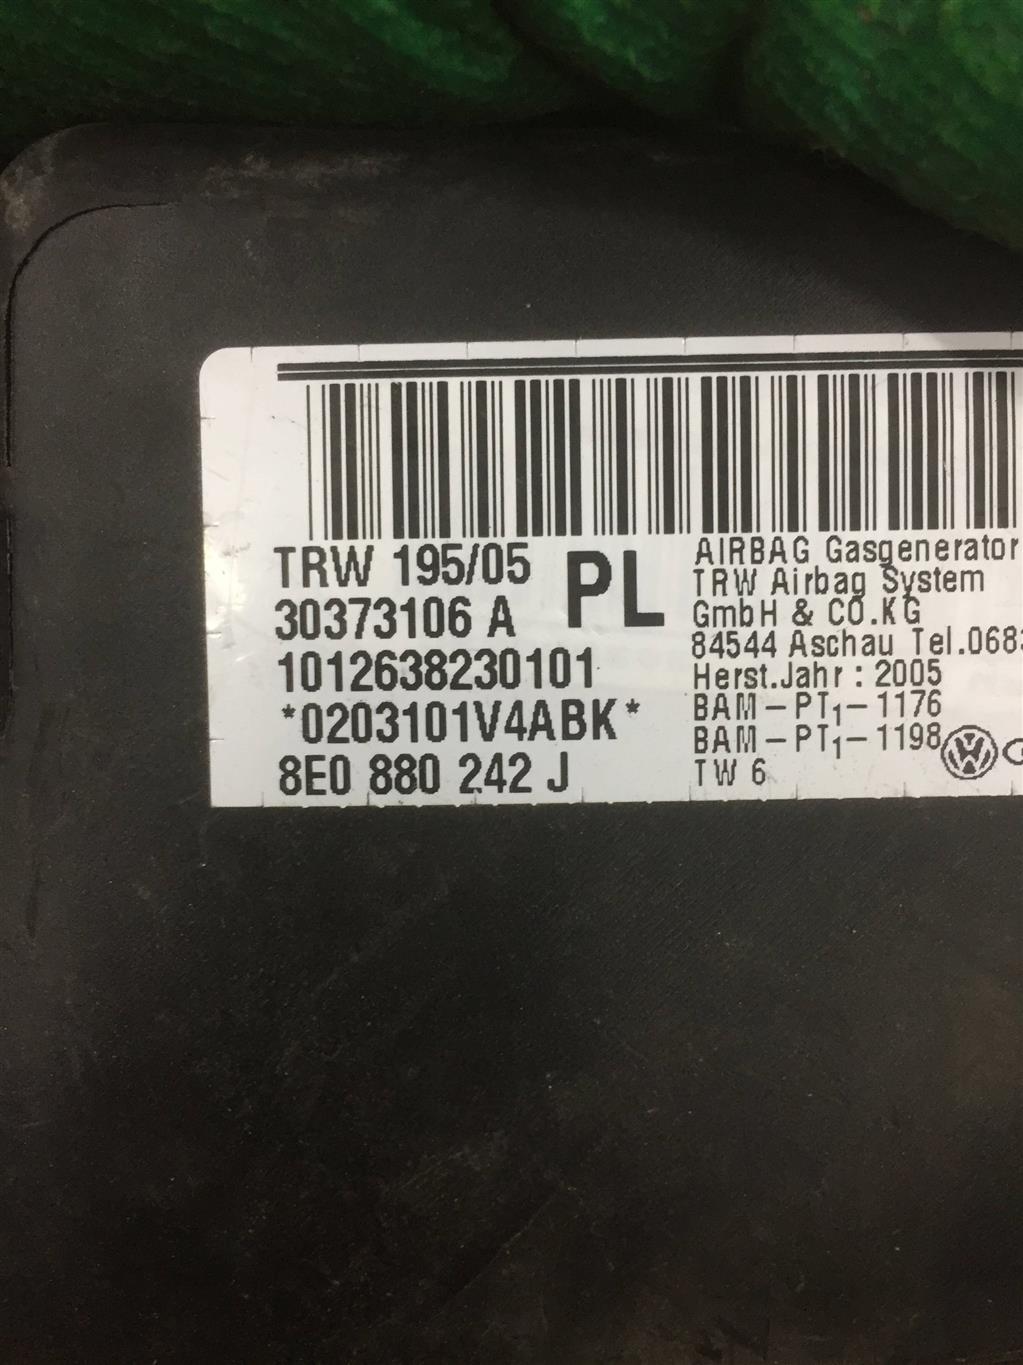 TRW 195/05
30373106 A
PL
1012638230101
*0203101V4ABK*
8E0 880 242 J
AIRBAG Gasgenerator
TRW Airbag System
GmbH & CO.KG
84544 Aschau Tel.0683
Herst.Jahr : 2005
BAM-PT1-1176
BAM-PT1-1198
TW 6